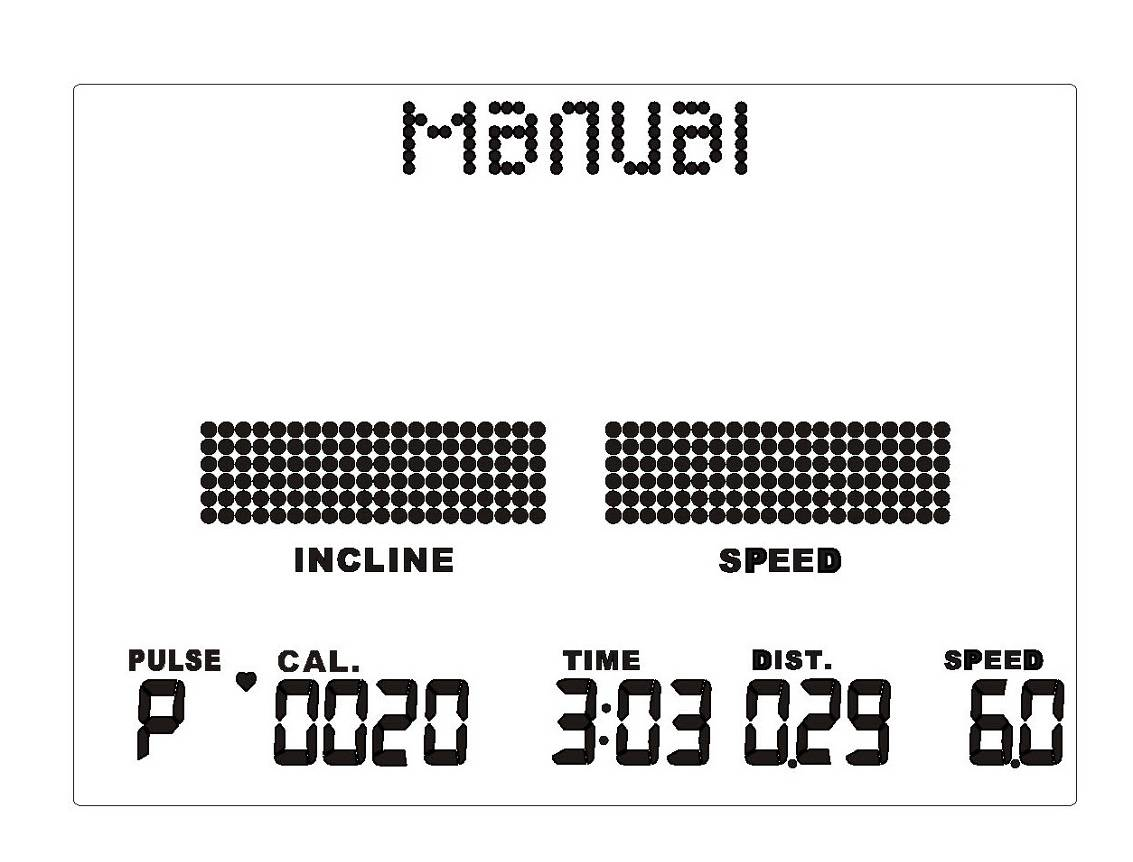 Manual
INCLINE SPEED
PULSE CAL. TIME DIST. SPEED
P 0020 3:03 0.29 6.0